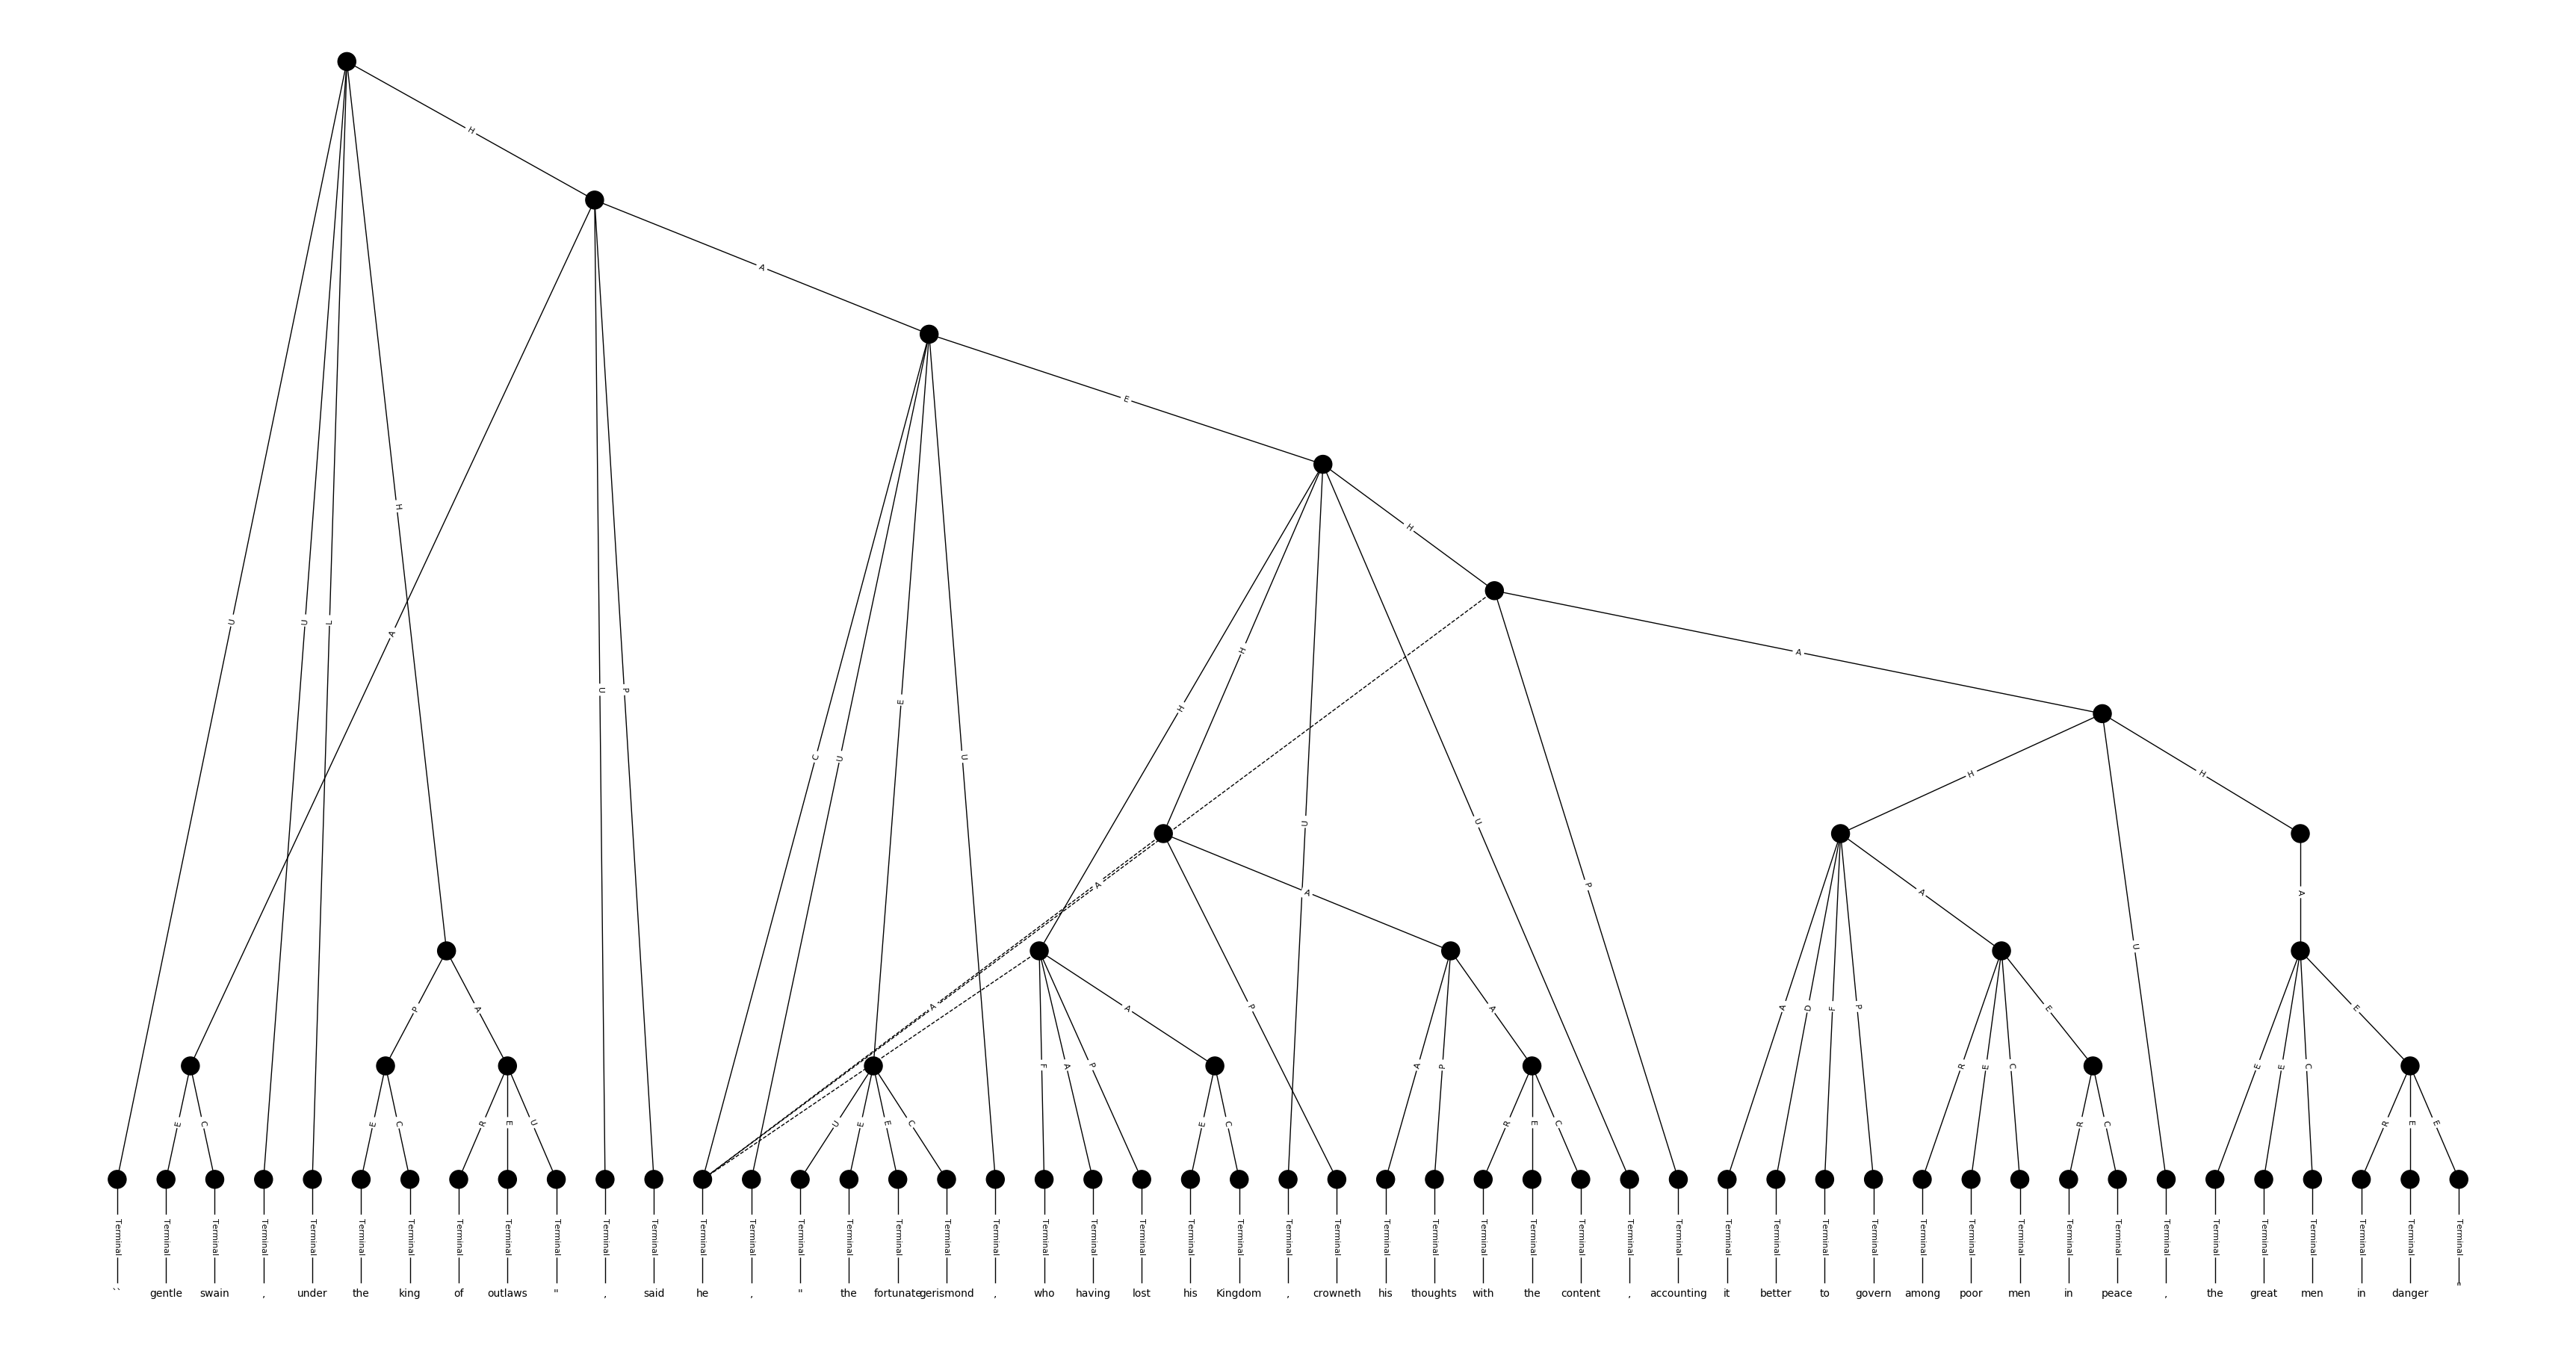 H
A
E
H
A
H H
H
H
U U L A
H
U P
C U E U
H
A
U
A
U
P
A
A D F P
A
U
A
P A
A
F A P
A
P
A P
A
R E C
E
E E C
E
E C
E C
R E U
U E E C
E C
R E C
R C
R E E
Terminal Terminal Terminal Terminal Terminal Terminal Terminal Terminal Terminal Terminal Terminal Terminal Terminal Terminal Terminal Terminal Terminal Terminal Terminal Terminal Terminal Terminal Terminal Terminal Terminal Terminal Terminal Terminal Terminal Terminal Terminal Terminal Terminal Terminal Terminal Terminal Terminal Terminal Terminal Terminal Terminal Terminal Terminal Terminal Terminal Terminal Terminal Terminal Terminal
`` gentle swain , under the king of outlaws " , said he , " the fortunate gerismond , who having lost his Kingdom , crowneth his thoughts with the content , accounting it better to govern among poor men in peace , the great men in danger "